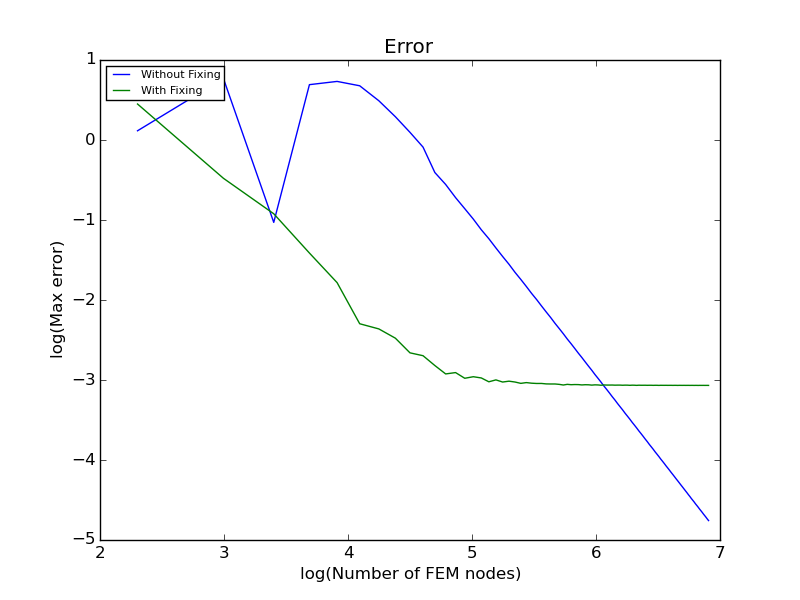 Error
Without Fixing
With Fixing
1
0
−1
−2
−3
−4
−5
log(Max error)
2 3 4 5 6 7
log(Number of FEM nodes)